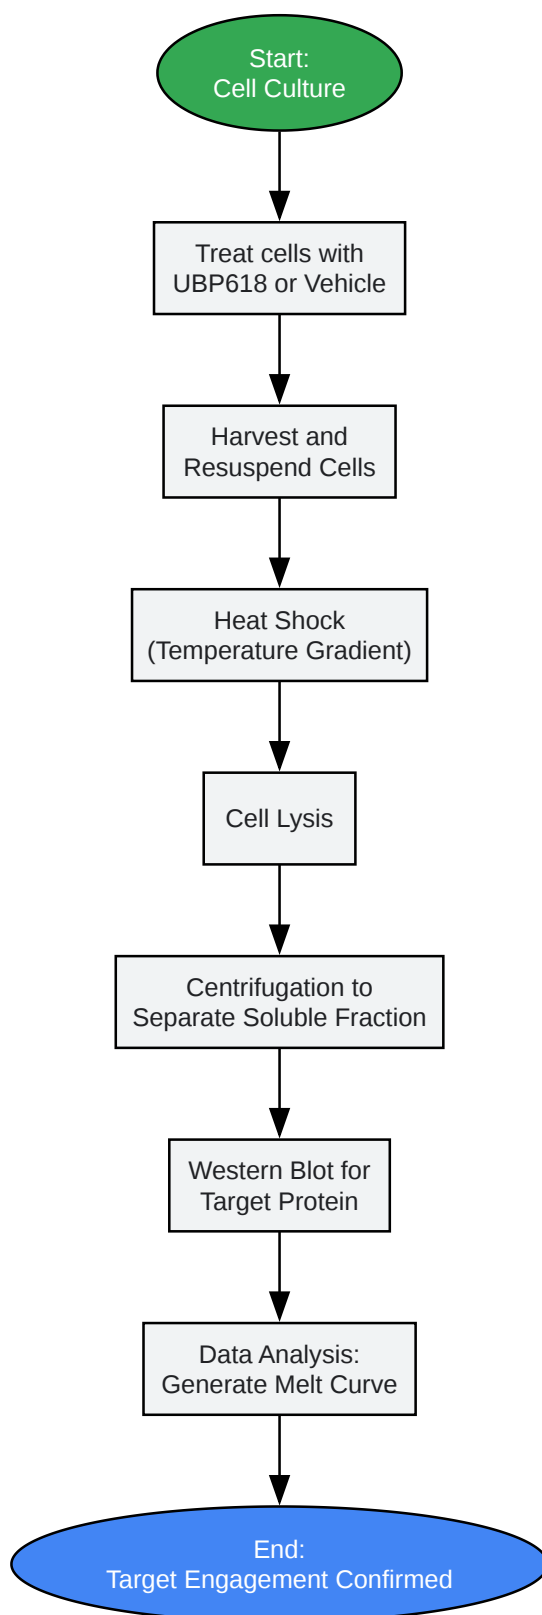 Start:
Cell Culture
Treat cells with
UBP618 or Vehicle
Harvest and
Resuspend Cells
Heat Shock
(Temperature Gradient)
Cell Lysis
Centrifugation to
Separate Soluble Fraction
Western Blot for
Target Protein
Data Analysis:
Generate Melt Curve
End:
Target Engagement Confirmed